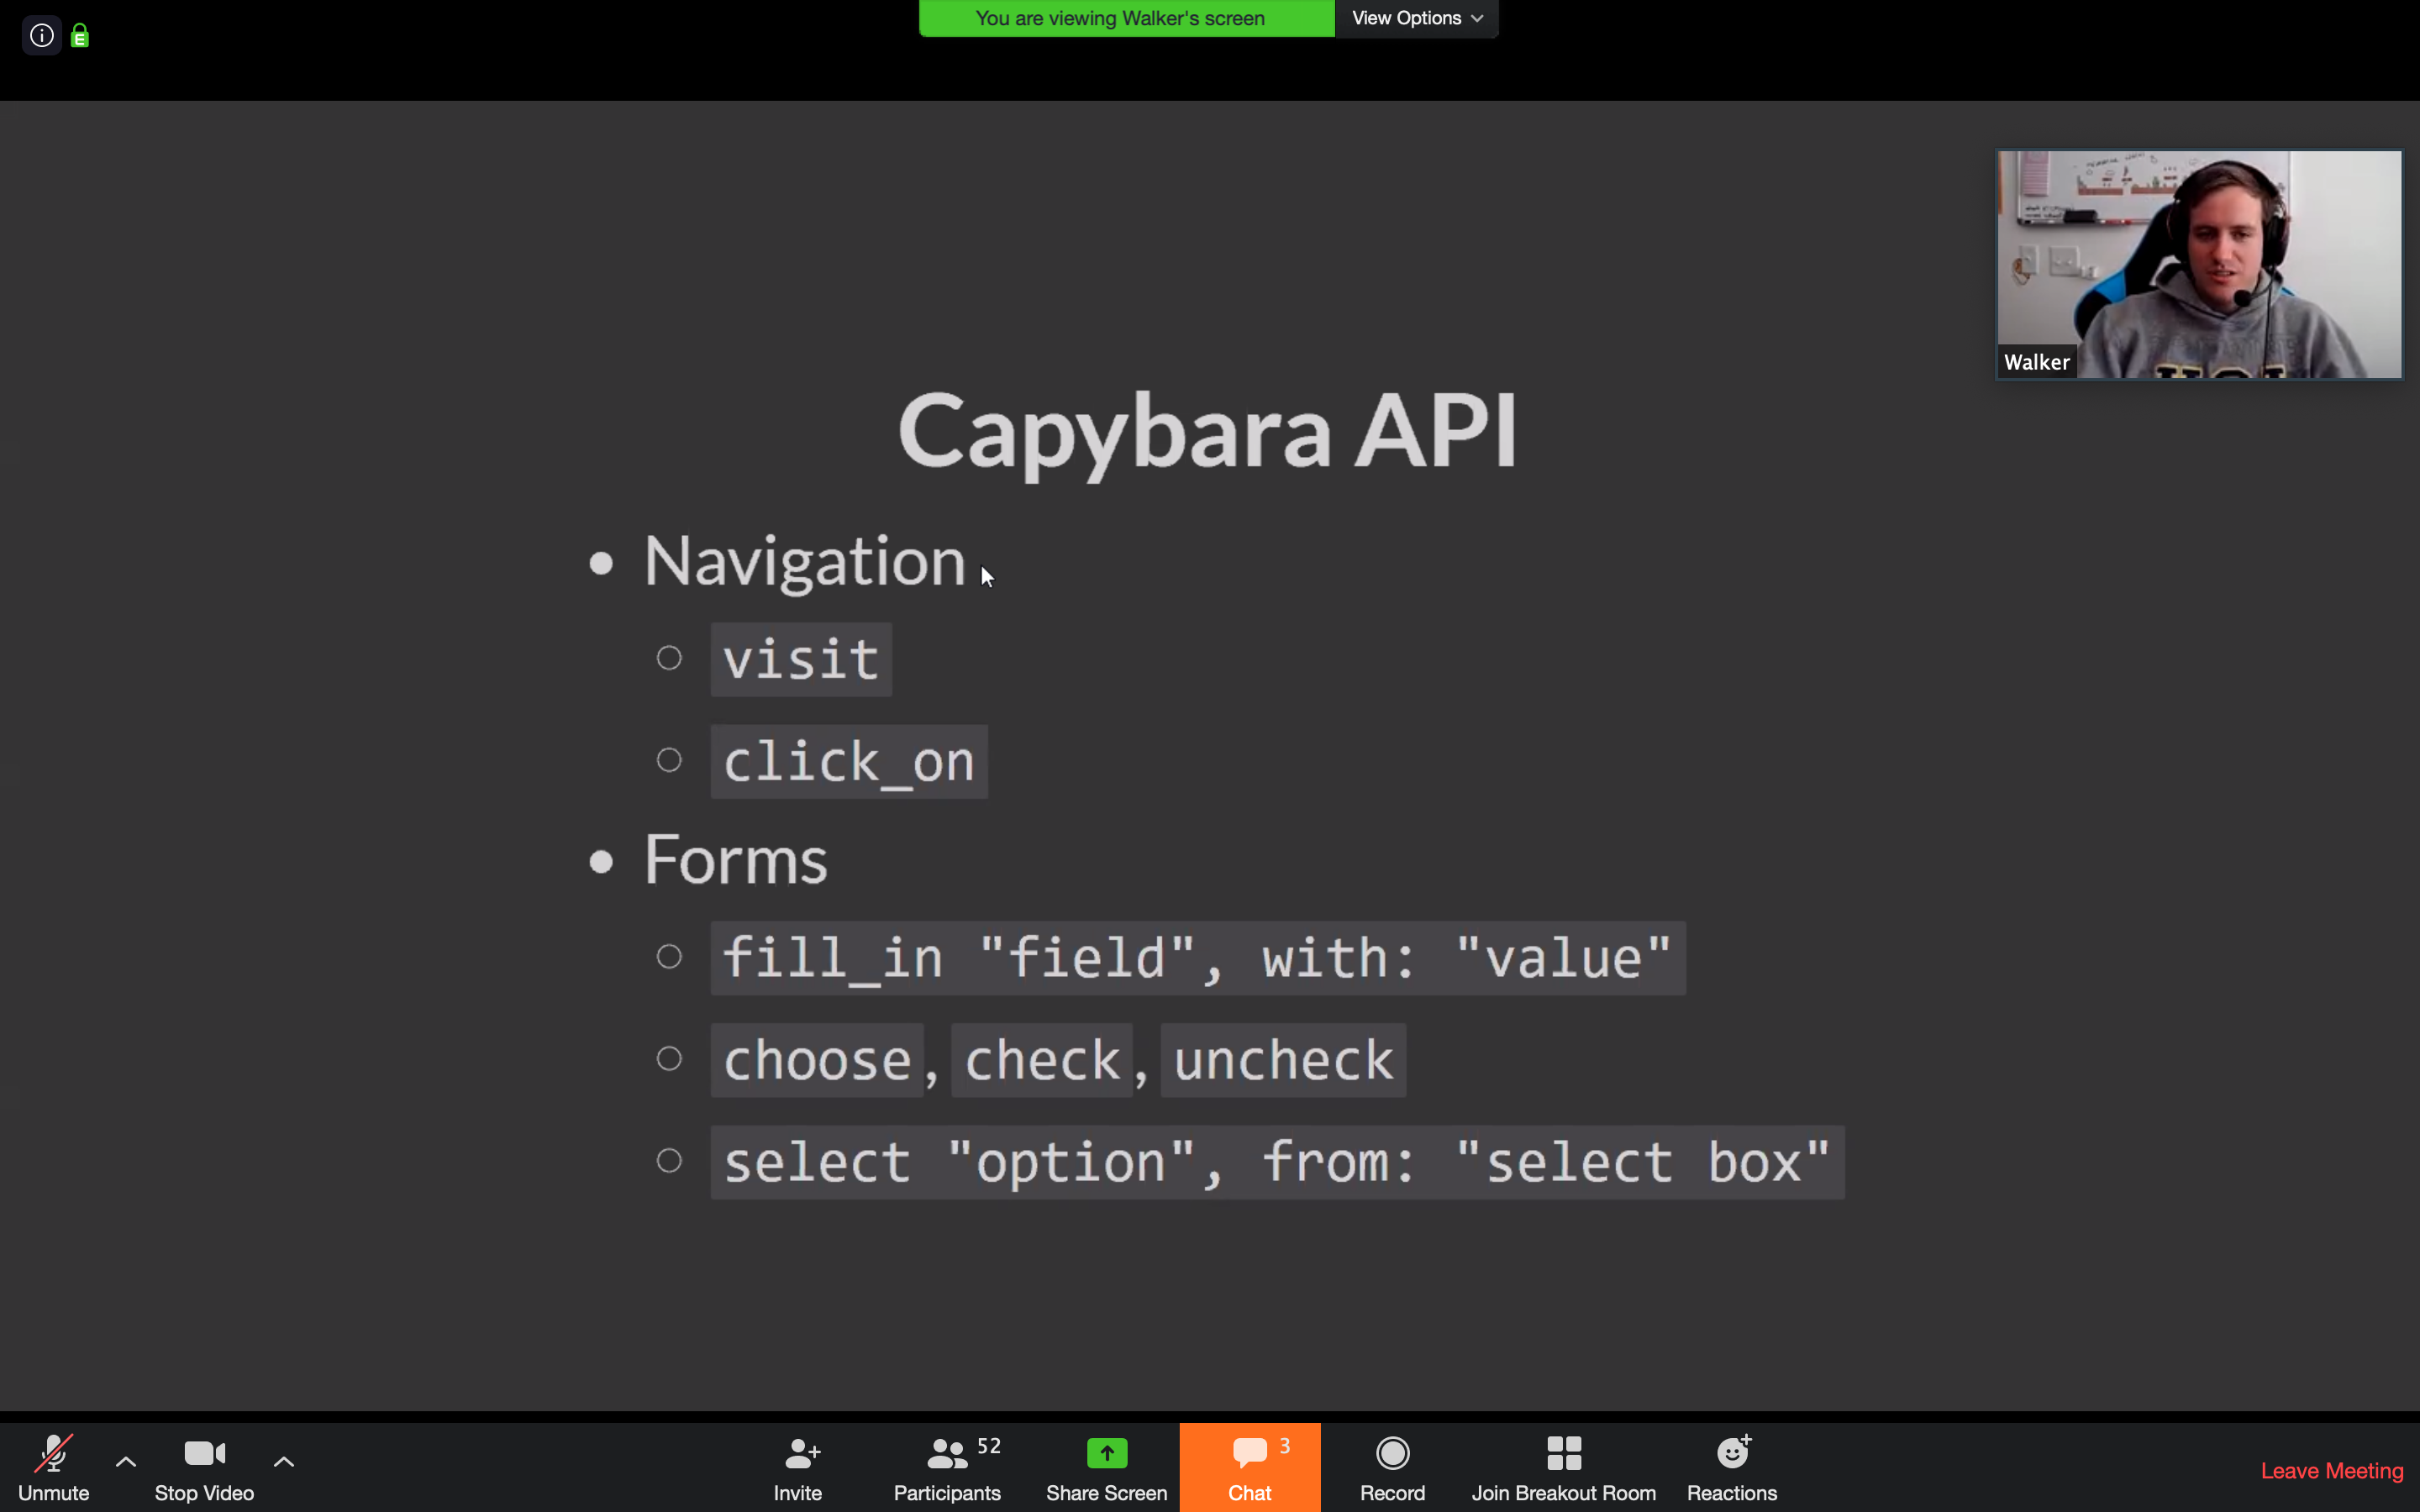 You are viewing Walker's screen View Options
Walker
Capybara API
Navigation
visit
click_on
Forms
fill_in "field", with: "value"
choose, check, uncheck
select "option", from: "select box"
52 3
Unmute Stop Video Invite Participants Share Screen Chat Record Join Breakout Room Reactions Leave Meeting